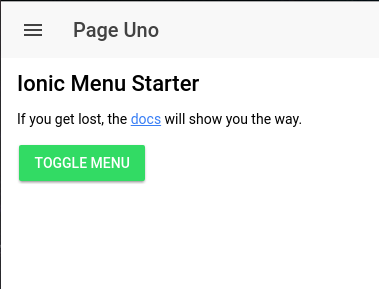 Page Uno
Ionic Menu Starter
If you get lost, the docs will show you the way.
TOGGLE MENU